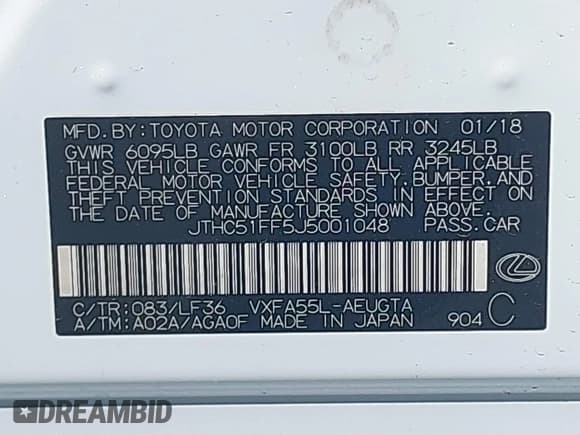 MFD. BY: TOYOTA MOTOR CORPORATION 01/18
GVWR 6095LB GAWR FR 3100LB RR 3245LB
THIS VEHICLE CONFORMS TO ALL APPLICABLE
FEDERAL MOTOR VEHICLE SAFETY, BUMPER, AND
THEFT PREVENTION STANDARDS IN EFFECT ON
THE DATE OF MANUFACTURE SHOWN ABOVE.
JTHC51FF5J5001048 PASS.CAR
C/TR:083/LF36 VXFA55L-AEUGTA
A/TM:A02A/AGA0F MADE IN JAPAN 904 C
DREAMBID